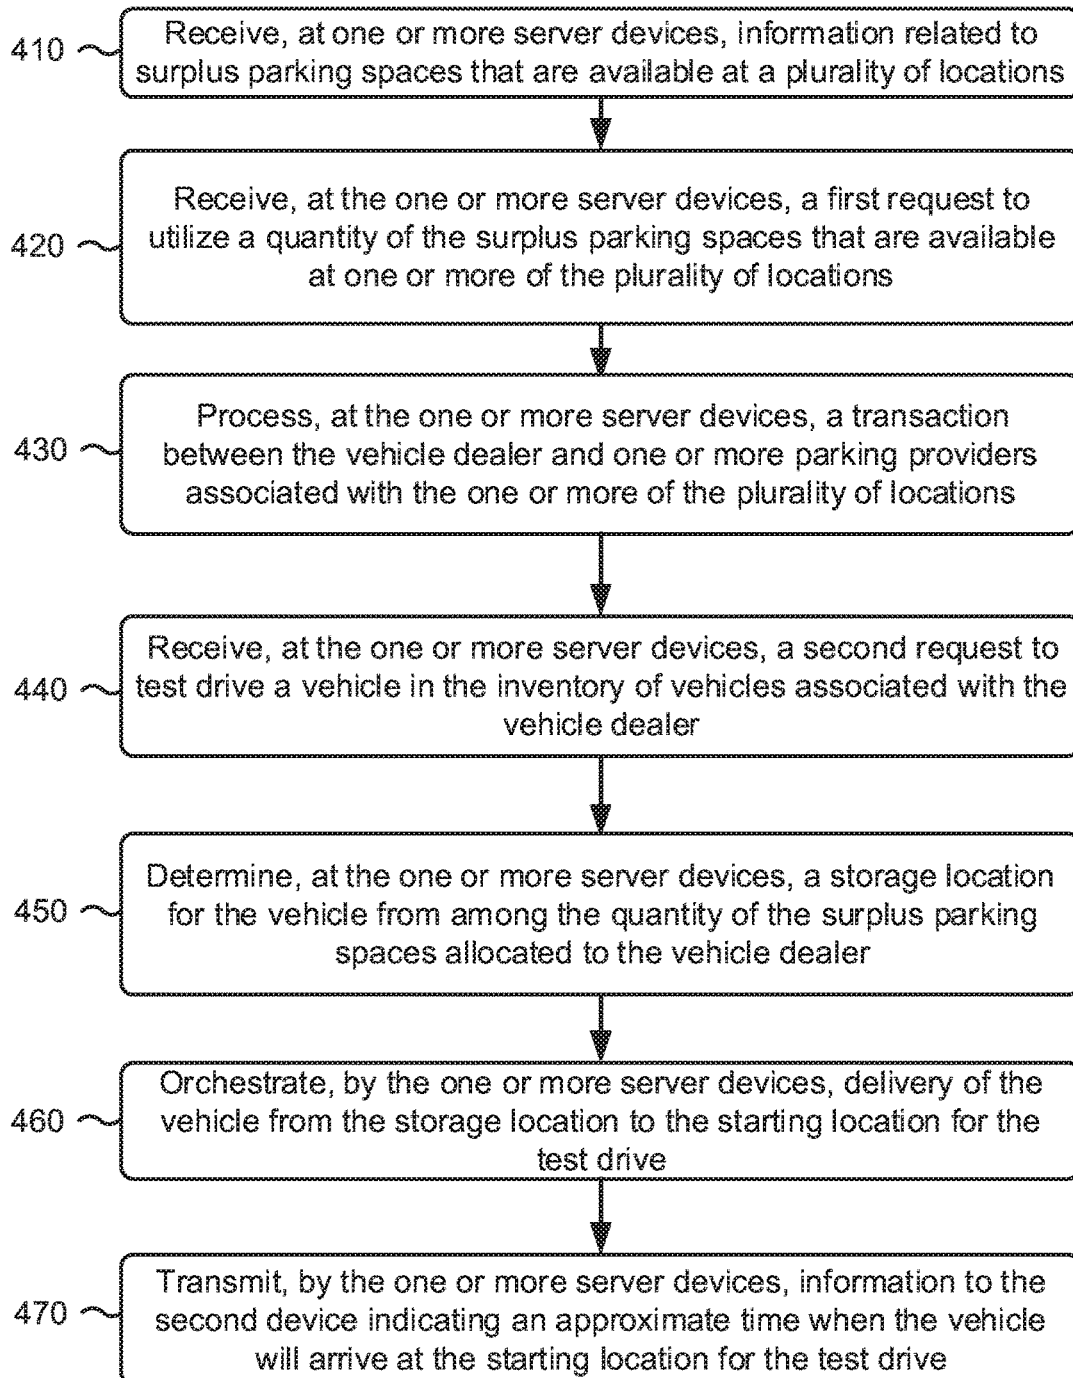 Receive, at one or more server devices, information related to
410
surplus parking spaces that are available at a plurality of locations
Receive, at the one or more server devices, a first request to
420
utilize a quantity of the surplus parking spaces that are available
at one or more of the plurality of locations
Process, at the one or more server devices, a transaction
430
between the vehicle dealer and one or more parking providers
associated with the one or more of the plurality of locations
Receive, at the one or more server devices, a second request to
440
test drive a vehicle in the inventory of vehicles associated with the
vehicle dealer
Determine, at the one or more server devices, a storage location
450
for the vehicle from among the quantity of the surplus parking
spaces allocated to the vehicle dealer
Orchestrate, by the one or more server devices, delivery of the
460
vehicle from the storage location to the starting location for the
test drive
Transmit, by the one or more server devices, information to the
470
second device indicating an approximate time when the vehicle
will arrive at the starting location for the test drive